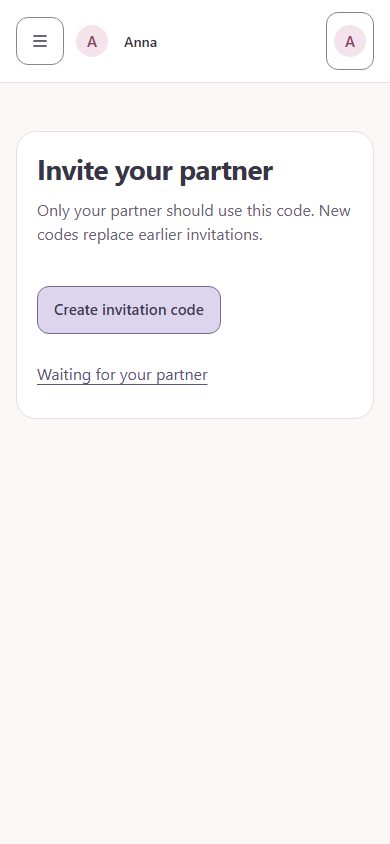 A
Anna
A
Invite your partner
Only your partner should use this code. New
codes replace earlier invitations.
Create invitation code
Waiting for your partner